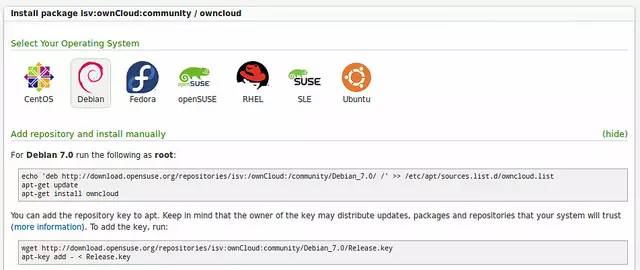 Install package isv:ownCloud:community / owncloud
Select Your Operating System
openSUSE
SUSE
CentOS Debian Fedora openSUSE RHEL SLE Ubuntu
Add repository and install manually (hide)
For Debian 7.0 run the following as root:
echo 'deb http://download.opensuse.org/repositories/isv:/ownCloud:/community/Debian_7.0/ /' >> /etc/apt/sources.list.d/owncloud.list
apt-get update
apt-get install owncloud
You can add the repository key to apt. Keep in mind that the owner of the key may distribute updates, packages and repositories that your system will trust
(more information). To add the key, run:
wget http://download.opensuse.org/repositories/isv:ownCloud:community/Debian_7.0/Release.key
apt-key add - < Release.key